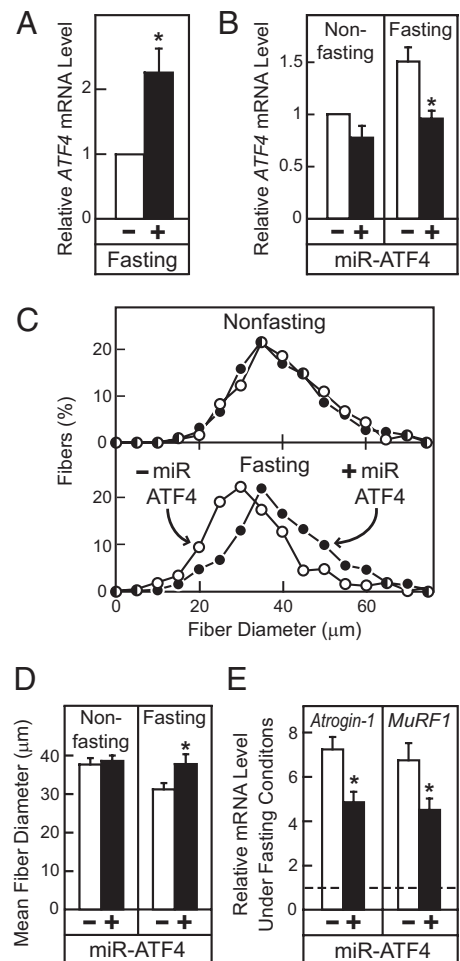 A
Relative ATF4 mRNA Level
2
1
0
*
− +
Fasting
B
Relative ATF4 mRNA Level
1.5
1
0.5
0
Non-
fasting
Fasting
*
− + − +
miR-ATF4
C
Fibers (%)
Nonfasting
20
10
0
Fasting
− miR
ATF4
+ miR
ATF4
20
10
0
0 20 40 60
Fiber Diameter (μm)
D
Mean Fiber Diameter (μm)
50
40
30
20
10
0
Non-
fasting
Fasting
*
− + − +
miR-ATF4
E
Relative mRNA Level
Under Fasting Conditons
8
6
4
2
0
Atrogin-1
MuRF1
*
*
− + − +
miR-ATF4